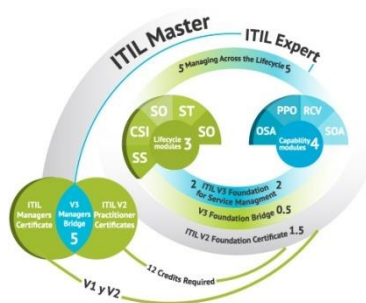 ITIL Master
ITIL Expert
5 Managing Across the Lifecycle 5
SS
CSI
SO
ST
SO
Lifecycle
modules 3
OSA
PPO
RCV
SOA
Capability
modules 4
2 ITIL V3 Foundation 2
for Service Managment
V3 Foundation Bridge 0.5
ITIL V2 Foundation Certificate 1.5
ITIL
Managers
Certificate
V3
Managers
Bridge
5
ITIL V2
Practitioner
Certificates
12 Credits Required
V1 y V2